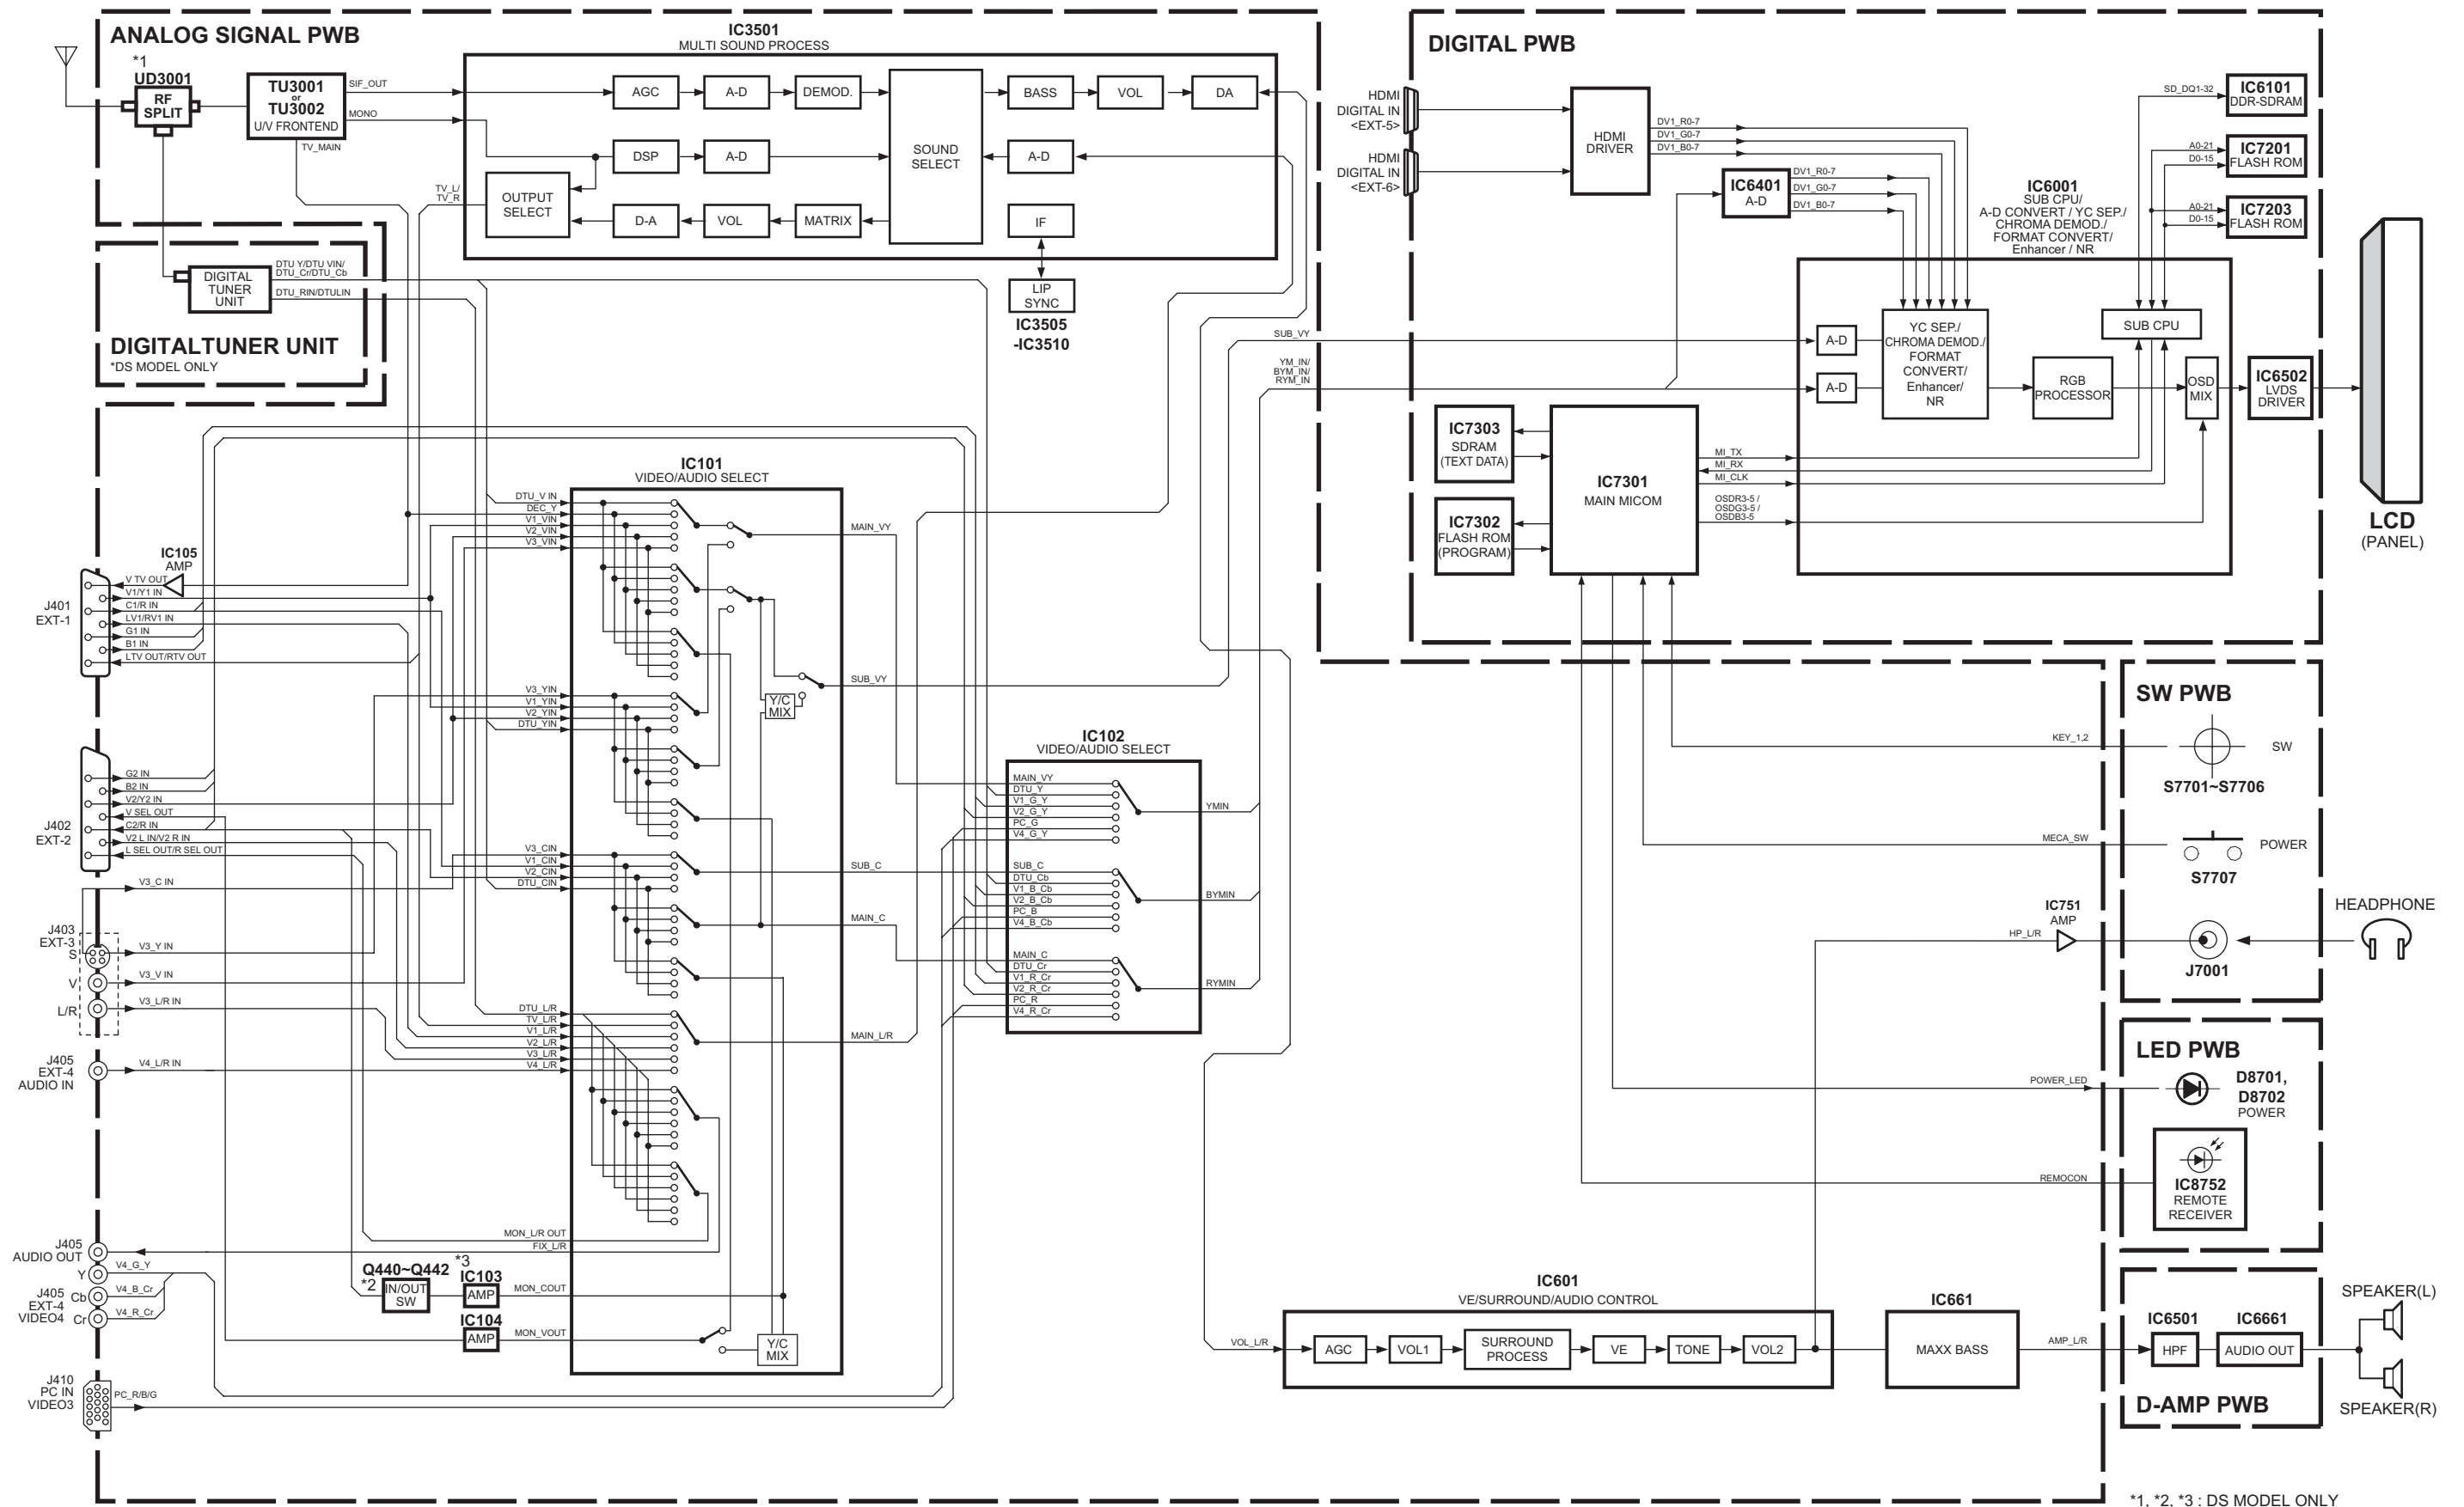 ANALOG SIGNAL PWB
*1
UD3001
RF
SPLIT
TU3001
or
TU3002
U/V FRONTEND
SIF_OUT
MONO
TV_MAIN
IC3501
MULTI SOUND PROCESS
AGC
A-D
DEMOD.
SOUND
SELECT
BASS
VOL
DA
DSP
A-D
A-D
TV_L/
TV_R
OUTPUT
SELECT
D-A
VOL
MATRIX
IF
LIP
SYNC
IC3505
-IC3510
DIGITAL
TUNER
UNIT
DTU Y/DTU VIN/
DTU_Cr/DTU_Cb
DTU_RIN/DTULIN
DIGITALTUNER UNIT
*DS MODEL ONLY
DIGITAL PWB
HDMI
DIGITAL IN
<EXT-5>
HDMI
DIGITAL IN
<EXT-6>
HDMI
DRIVER
DV1_R0-7
DV1_G0-7
DV1_B0-7
IC6401
A-D
DV1_R0-7
DV1_G0-7
DV1_B0-7
SD_DQ1-32
IC6101
DDR-SDRAM
A0-21
D0-15
IC7201
FLASH ROM
A0-21
D0-15
IC7203
FLASH ROM
IC6001
SUB CPU/
A-D CONVERT / YC SEP./
CHROMA DEMOD./
FORMAT CONVERT/
Enhancer / NR
SUB_VY
YM_IN/
BYM_IN/
RYM_IN
A-D
A-D
YC SEP./
CHROMA DEMOD./
FORMAT
CONVERT/
Enhancer/
NR
SUB CPU
RGB
PROCESSOR
OSD
MIX
IC6502
LVDS
DRIVER
LCD
(PANEL)
IC7303
SDRAM
(TEXT DATA)
IC7302
FLASH ROM
(PROGRAM)
IC7301
MAIN MICOM
MI_TX
MI_RX
MI_CLK
OSDR3-5 /
OSDG3-5 /
OSDB3-5
IC101
VIDEO/AUDIO SELECT
DTU_V IN
DEC_Y
V1_VIN
V2_VIN
V3_VIN
MAIN_VY
V3_YIN
V1_YIN
V2_YIN
DTU_YIN
Y/C
MIX
SUB_VY
V3_CIN
V1_CIN
V2_CIN
DTU_CIN
SUB_C
MAIN_C
DTU_L/R
TV_L/R
V1_L/R
V2_L/R
V3_L/R
V4_L/R
MAIN_L/R
MON_L/R OUT
FIX_L/R
MON_COUT
MON_VOUT
Y/C
MIX
IC105
AMP
J401
EXT-1
V TV OUT
V1/Y1 IN
C1/R IN
LV1/RV1 IN
G1 IN
B1 IN
LTV OUT/RTV OUT
J402
EXT-2
G2 IN
B2 IN
V2/Y2 IN
V SEL OUT
C2/R IN
V2 L IN/V2 R IN
L SEL OUT/R SEL OUT
V3_C IN
J403
EXT-3
S
V3_Y IN
V
V3_V IN
L/R
V3_L/R IN
J405
EXT-4
AUDIO IN
V4_L/R IN
J405
AUDIO OUT
Y
V4_G_Y
J405
EXT-4
VIDEO4
Cb
V4_B_Cr
Cr
V4_R_Cr
Q440~Q442
*2
IN/OUT
SW
*3
IC103
AMP
IC104
AMP
J410
PC IN
VIDEO3
PC_R/B/G
IC102
VIDEO/AUDIO SELECT
MAIN_VY
DTU_Y
V1_G_Y
V2_G_Y
PC_G
V4_G_Y
YMIN
SUB_C
DTU_Cb
V1_B_Cb
V2_B_Cb
PC_B
V4_B_Cb
BYMIN
MAIN_C
DTU_Cr
V1_R_Cr
V2_R_Cr
PC_R
V4_R_Cr
RYMIN
SW PWB
KEY_1,2
SW
S7701~S7706
MECA_SW
POWER
S7707
IC751
AMP
HP_L/R
J7001
HEADPHONE
LED PWB
POWER_LED
D8701,
D8702
POWER
REMOCON
IC8752
REMOTE
RECEIVER
IC601
VE/SURROUND/AUDIO CONTROL
VOL_L/R
AGC
VOL1
SURROUND
PROCESS
VE
TONE
VOL2
IC661
MAXX BASS
AMP_L/R
IC6501
HPF
IC6661
AUDIO OUT
D-AMP PWB
SPEAKER(L)
SPEAKER(R)
*1, *2, *3 : DS MODEL ONLY